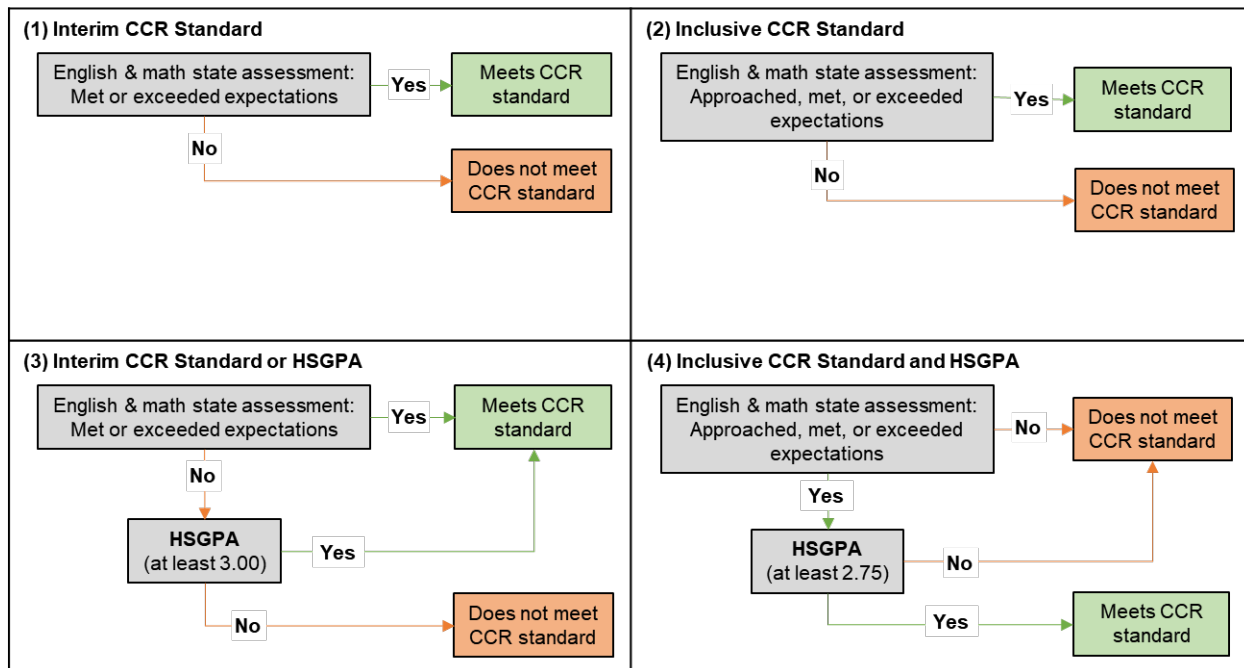 (1) Interim CCR Standard
English & math state assessment:
Met or exceeded expectations
Yes
Meets CCR
standard
No
Does not meet
CCR standard
(2) Inclusive CCR Standard
English & math state assessment:
Approached, met, or exceeded
expectations
Yes
Meets CCR
standard
No
Does not meet
CCR standard
(3) Interim CCR Standard or HSGPA
English & math state assessment:
Met or exceeded expectations
Yes
Meets CCR
standard
No
HSGPA
(at least 3.00)
Yes
No
Does not meet
CCR standard
(4) Inclusive CCR Standard and HSGPA
English & math state assessment:
Approached, met, or exceeded
expectations
No
Does not meet
CCR standard
Yes
HSGPA
(at least 2.75)
No
Yes
Meets CCR
standard